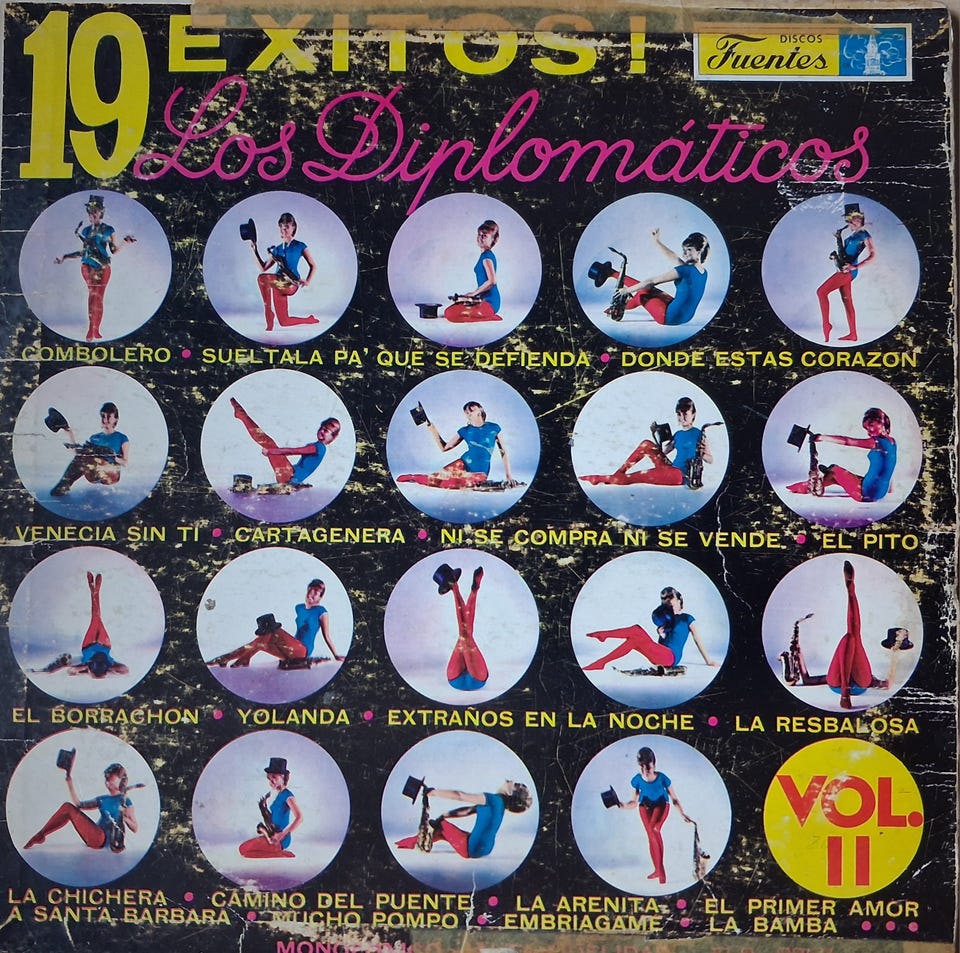 19 EXITOS!
DISCOS
Fuentes
Los Diplomáticos
COMBOLERO • SUELTALA PA' QUE SE DEFIENDA • DONDE ESTAS CORAZON
VENECIA SIN TI • CARTAGENERA • NI SE COMPRA NI SE VENDE • EL PITO
EL BORRACHON • YOLANDA • EXTRAÑOS EN LA NOCHE • LA RESBALOSA
VOL.
II
LA CHICHERA • CAMINO DEL PUENTE • LA ARENITA • EL PRIMER AMOR
A SANTA BARBARA • MUCHO POMPO • EMBRIAGAME • LA BAMBA • • •